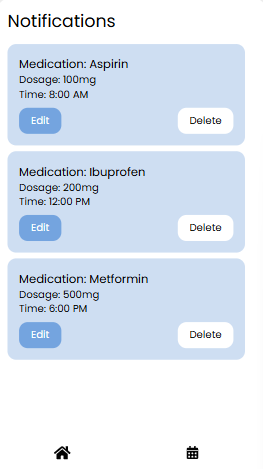 Notifications
Medication: Aspirin
Dosage: 100mg
Time: 8:00 AM
Edit Delete
Medication: Ibuprofen
Dosage: 200mg
Time: 12:00 PM
Edit Delete
Medication: Metformin
Dosage: 500mg
Time: 6:00 PM
Edit Delete